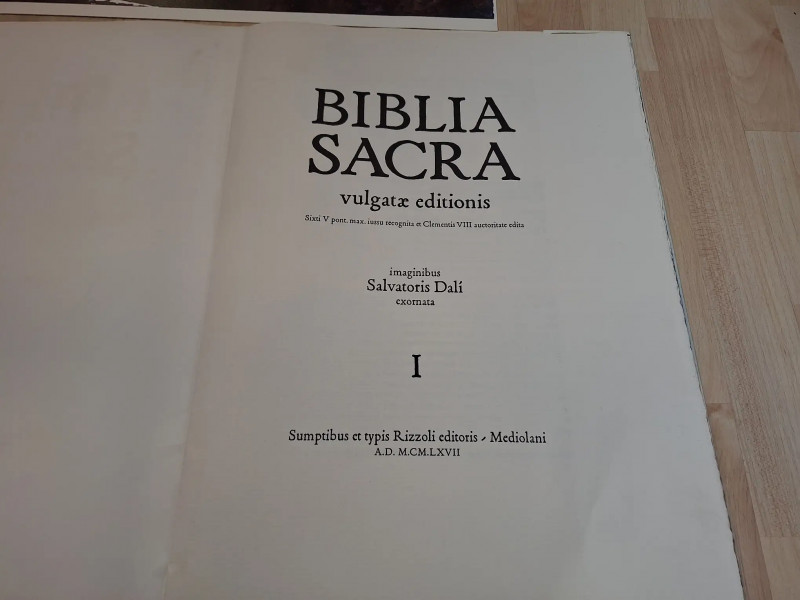 BIBLIA
SACRA
vulgatæ editionis
Sixti V pont. max. iussu recognita et Clementis VIII auctoritate edita
imaginibus
Salvatoris Dalí
exornata
I
Sumptibus et typis Rizzoli editoris - Mediolani
A.D. M.CM.LXVII